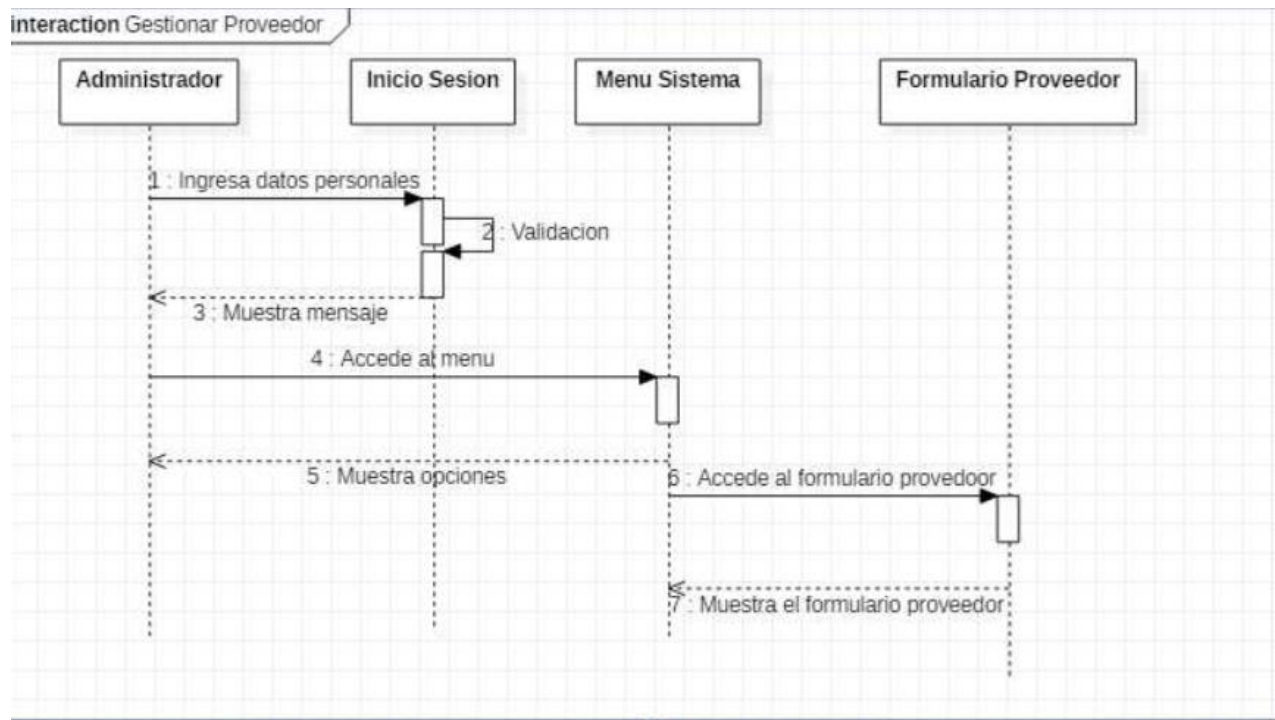 interaction Gestionar Proveedor
Administrador
Inicio Sesion
Menu Sistema
Formulario Proveedor
1 : Ingresa datos personales
2 : Validacion
3 : Muestra mensaje
4 : Accede al menu
5 : Muestra opciones
6 : Accede al formulario provedoor
7 : Muestra el formulario proveedor